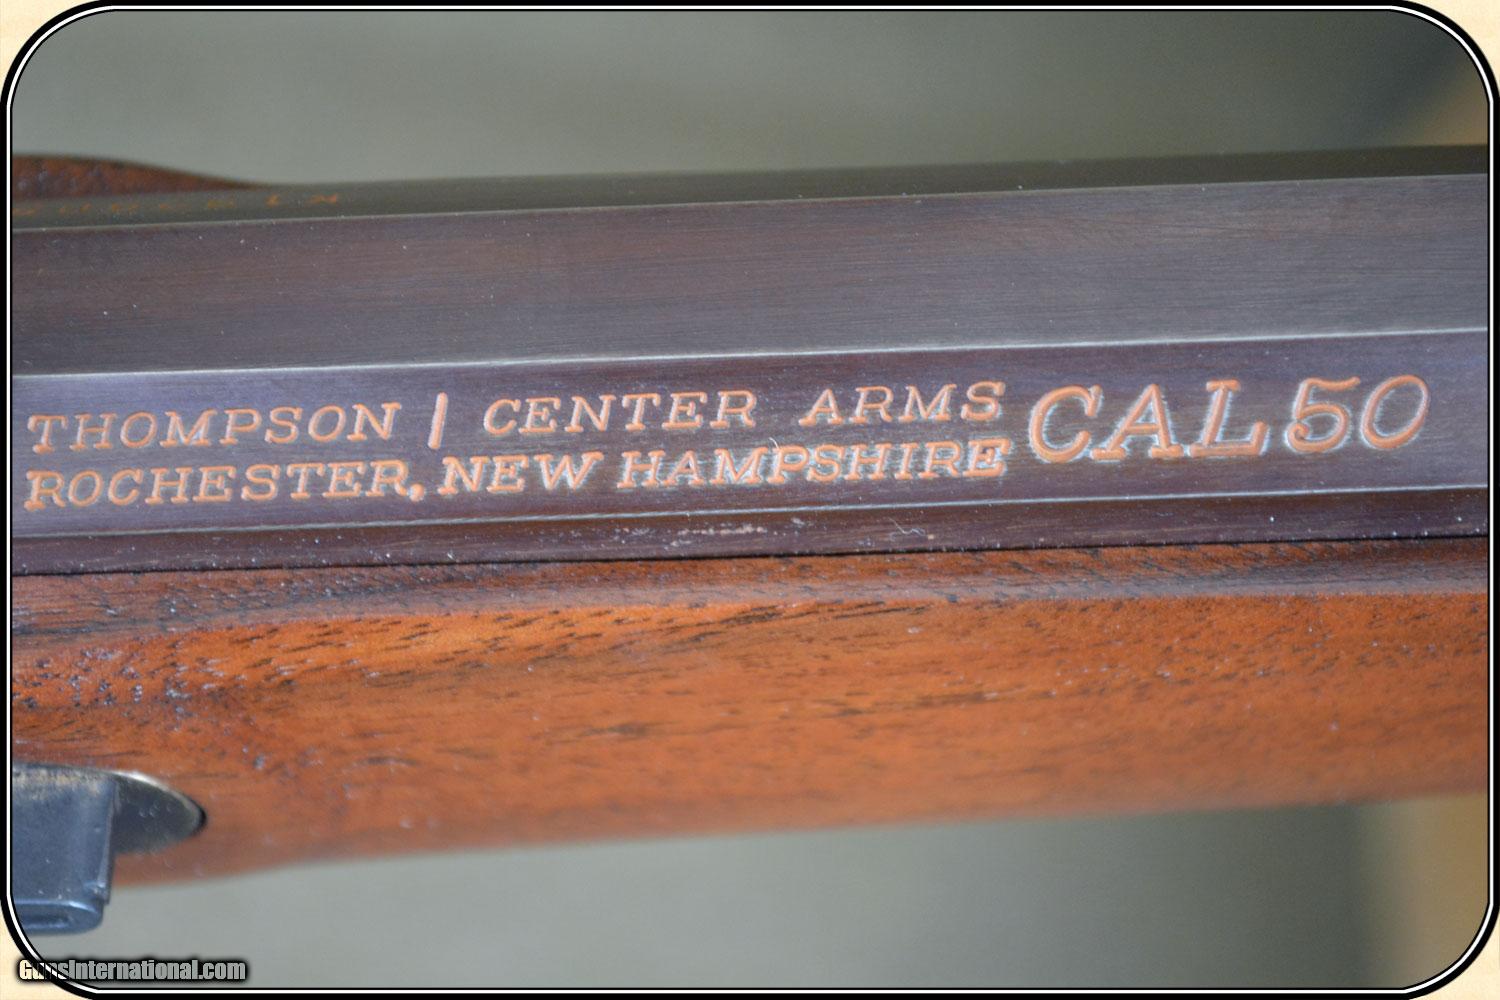 THOMPSON | CENTER ARMS CAL 50
ROCHESTER, NEW HAMPSHIRE
GunsInternational.com